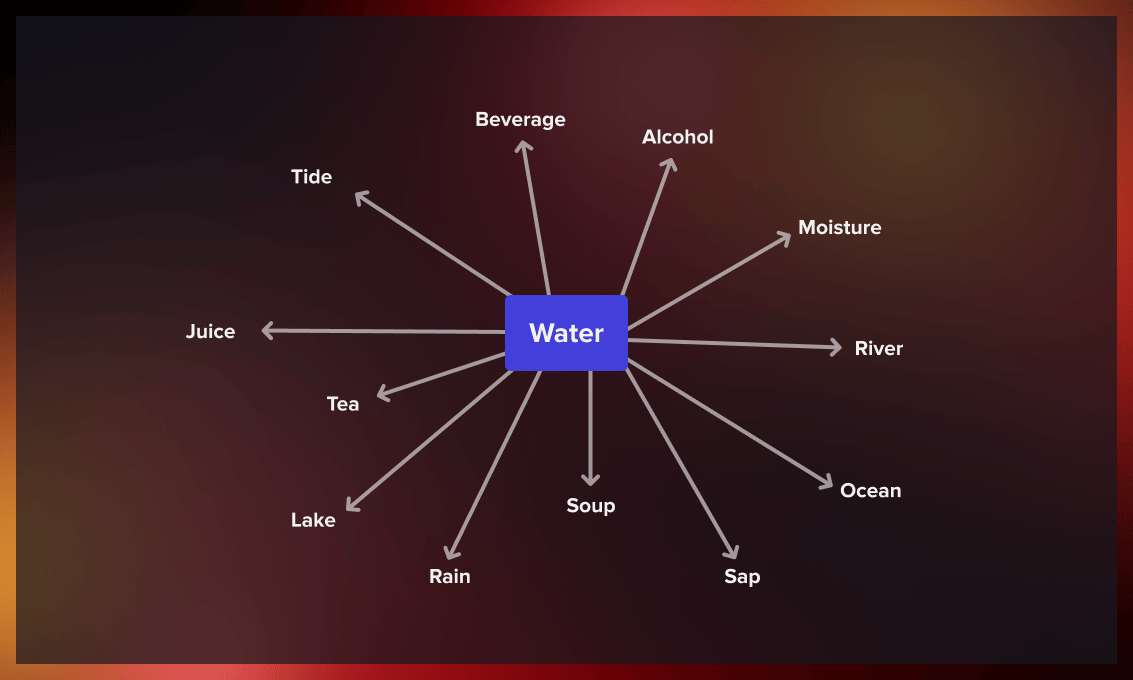 Beverage
Alcohol
Tide
Moisture
Juice
Water
River
Tea
Ocean
Soup
Lake
Rain
Sap